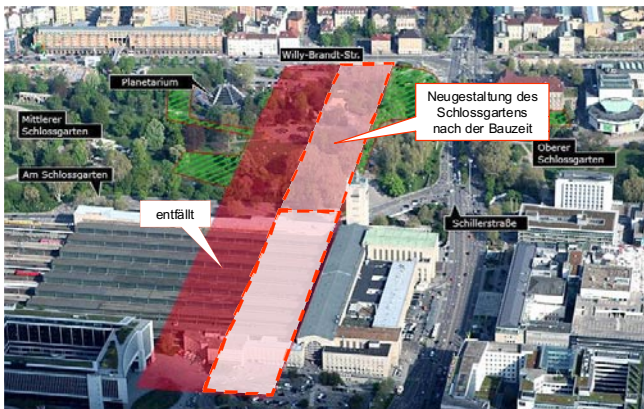 Willy-Brandt-Str.
Planetarium
Neugestaltung des
Schlossgartens
nach der Bauzeit
Mittlerer
Schlossgarten
Oberer
Schlossgarten
Am Schlossgarten
entfällt
Schillerstraße